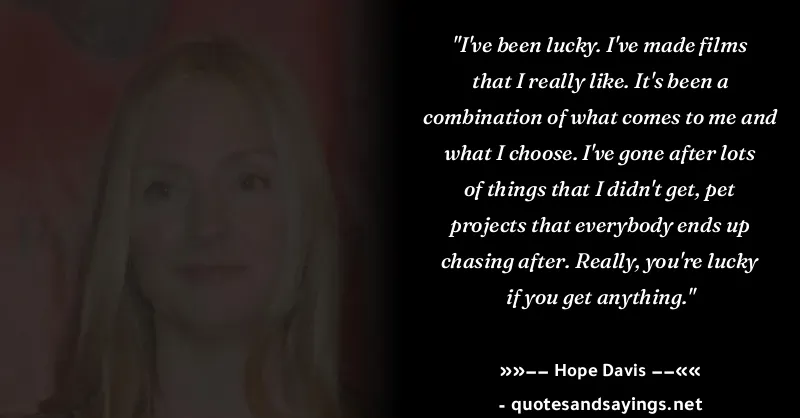 "I've been lucky. I've made films
that I really like. It's been a
combination of what comes to me and
what I choose. I've gone after lots
of things that I didn't get, pet
projects that everybody ends up
chasing after. Really, you're lucky
if you get anything."
»»−− Hope Davis −−««
- quotesandsayings.net